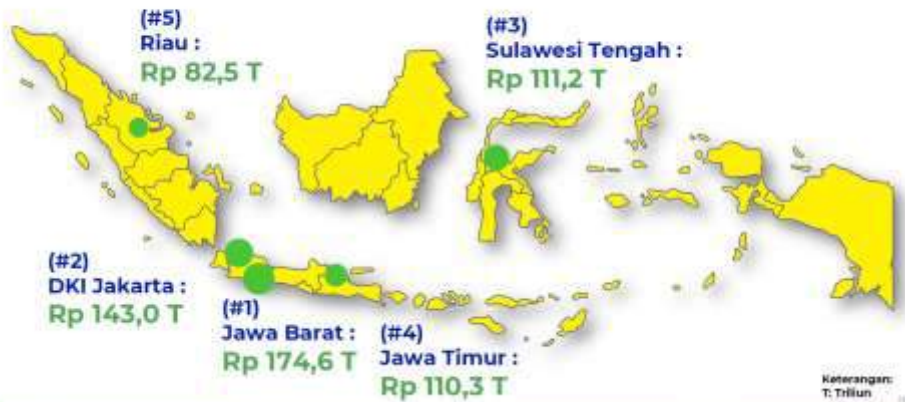 (#5)
Riau :
Rp 82,5 T
(#3)
Sulawesi Tengah :
Rp 111,2 T
(#2)
DKI Jakarta :
Rp 143,0 T
(#1)
Jawa Barat :
Rp 174,6 T
(#4)
Jawa Timur :
Rp 110,3 T
Keterangan:
T: Triliun